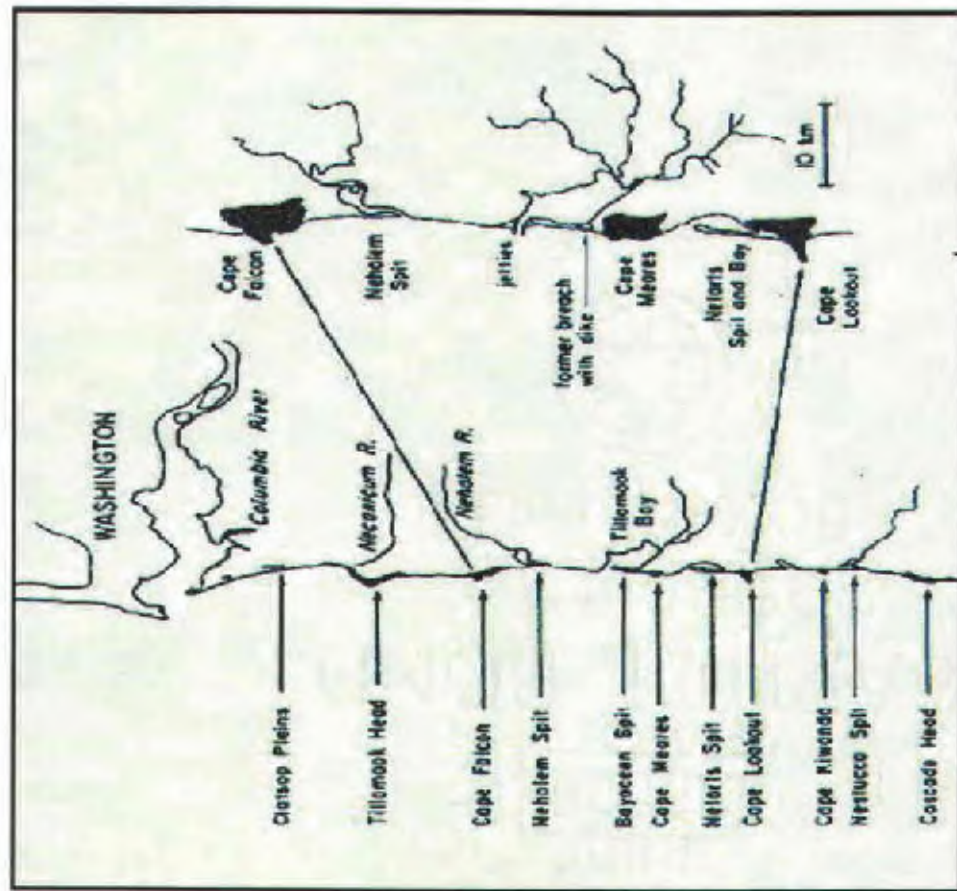 WASHINGTON
Columbia River
Necanicum R.
Nehalem R.
Tillamook
Bay
Clatsop Plains
Tillamook Head
Cape Falcon
Nehalem Spit
Bayocean Spit
Cape Meares
Netarts Spit
Cape Lookout
Cape Kiwanda
Nestucca Spit
Cascade Head
Cape
Falcon
Nehalem
Spit
jetties
former breach
with dike
Cape
Meares
Netarts
Spit and Bay
Cape
Lookout
10 km